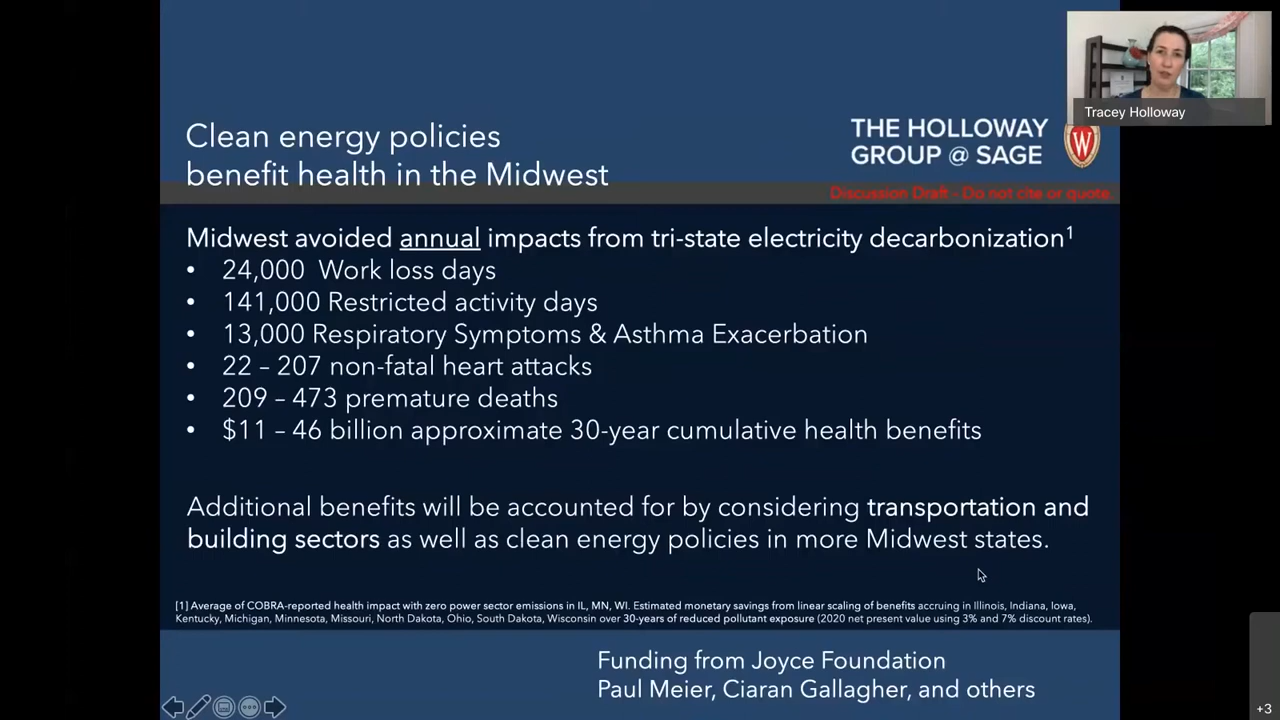 Tracey Holloway
Clean energy policies
benefit health in the Midwest
THE HOLLOWAY
GROUP @ SAGE
W
Discussion Draft - Do not cite or quote.
Midwest avoided annual impacts from tri-state electricity decarbonization¹
• 24,000 Work loss days
• 141,000 Restricted activity days
• 13,000 Respiratory Symptoms & Asthma Exacerbation
• 22 – 207 non-fatal heart attacks
• 209 – 473 premature deaths
• $11 – 46 billion approximate 30-year cumulative health benefits
Additional benefits will be accounted for by considering transportation and
building sectors as well as clean energy policies in more Midwest states.
[1] Average of COBRA-reported health impact with zero power sector emissions in IL, MN, WI. Estimated monetary savings from linear scaling of benefits accruing in Illinois, Indiana, Iowa,
Kentucky, Michigan, Minnesota, Missouri, North Dakota, Ohio, South Dakota, Wisconsin over 30-years of reduced pollutant exposure (2020 net present value using 3% and 7% discount rates).
Funding from Joyce Foundation
Paul Meier, Ciaran Gallagher, and others
+3